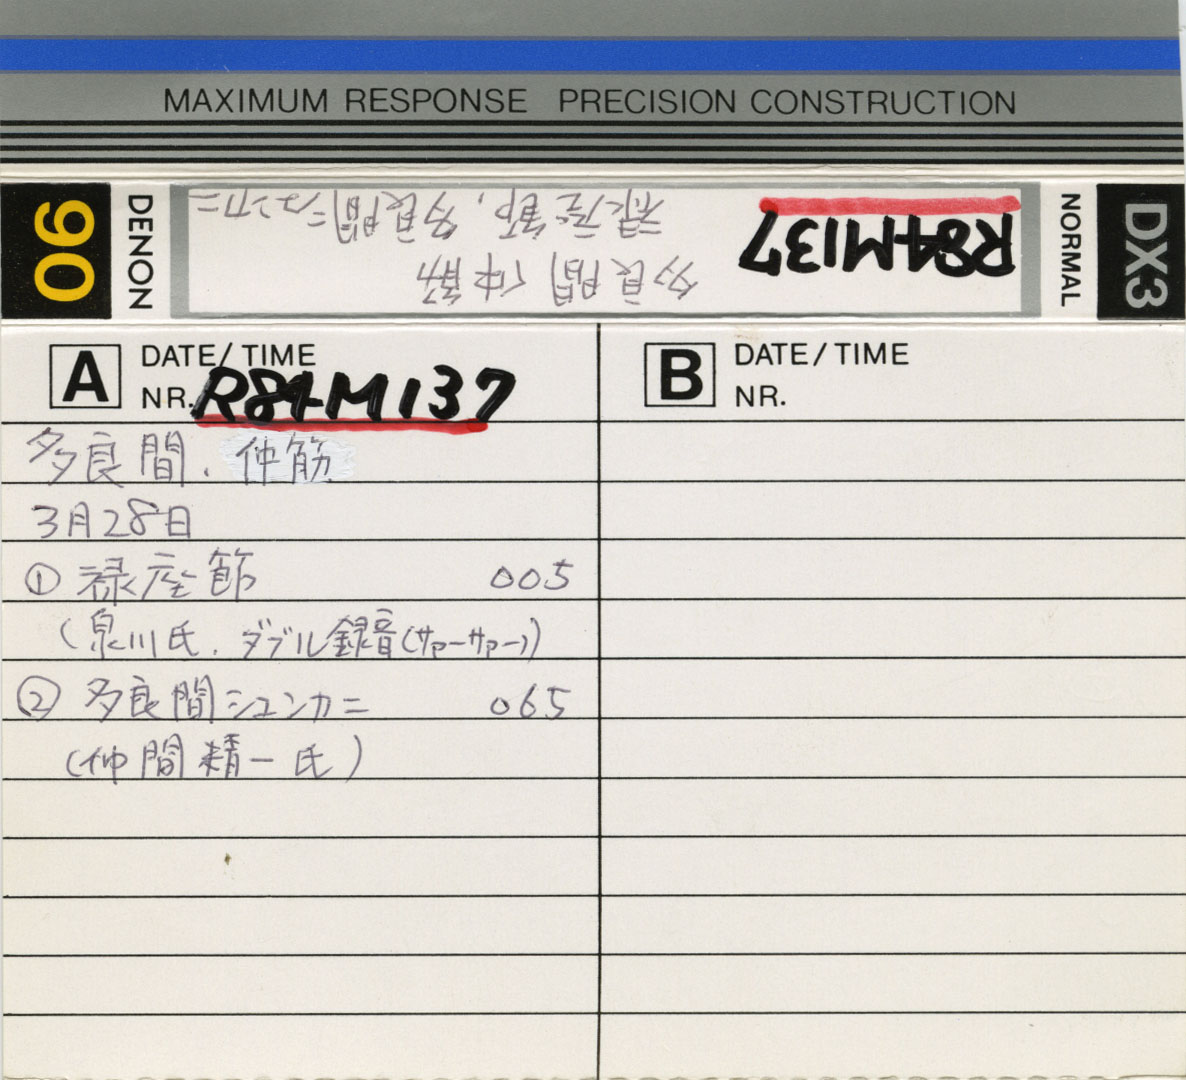 MAXIMUM RESPONSE PRECISION CONSTRUCTION
90
DENON
R84M137
多良間仲筋
禄座節, 多良間シュンカニ
NORMAL
DX3
A DATE/TIME
NR. R84M137
多良間. 仲筋
3月28日
① 禄座節 005
(泉川氏. ダブル録音(サァーサァー))
② 多良間シュンカニ 065
(仲間精一氏)
B DATE/TIME
NR.